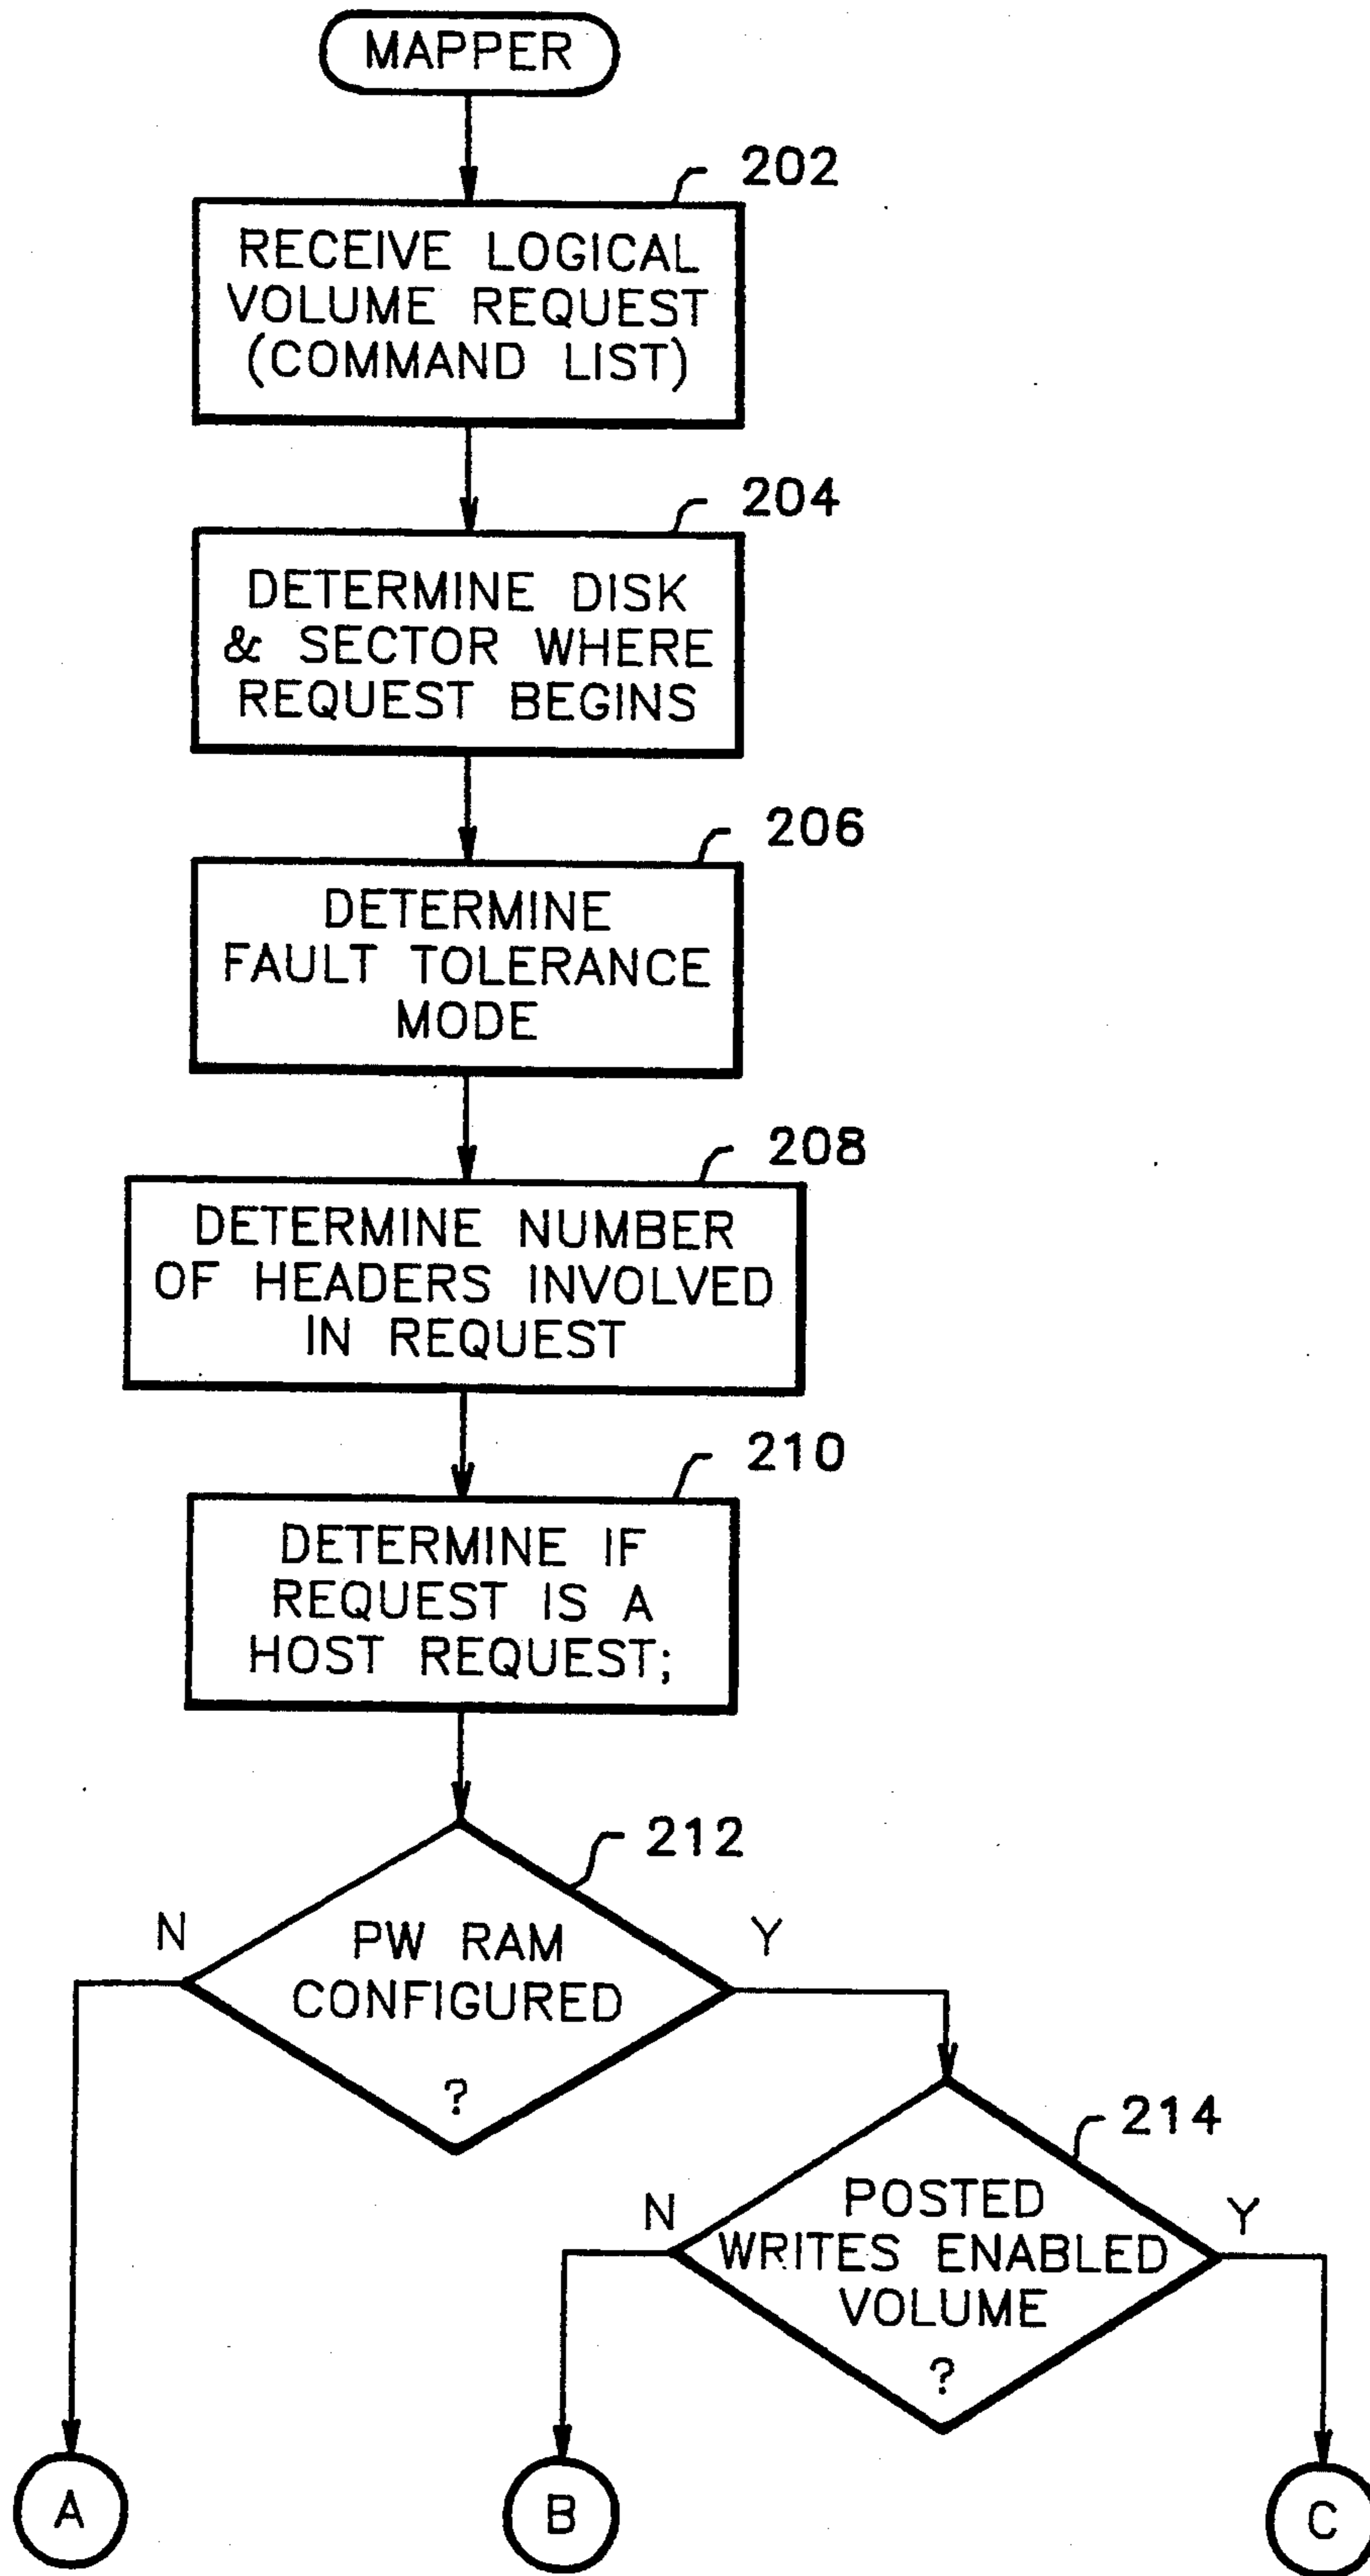 MAPPER
202
RECEIVE LOGICAL
VOLUME REQUEST
(COMMAND LIST)
204
DETERMINE DISK
& SECTOR WHERE
REQUEST BEGINS
206
DETERMINE
FAULT TOLERANCE
MODE
208
DETERMINE NUMBER
OF HEADERS INVOLVED
IN REQUEST
210
DETERMINE IF
REQUEST IS A
HOST REQUEST;
212
N
PW RAM
CONFIGURED
?
Y
214
N
POSTED
WRITES ENABLED
VOLUME
?
Y
A
B
C